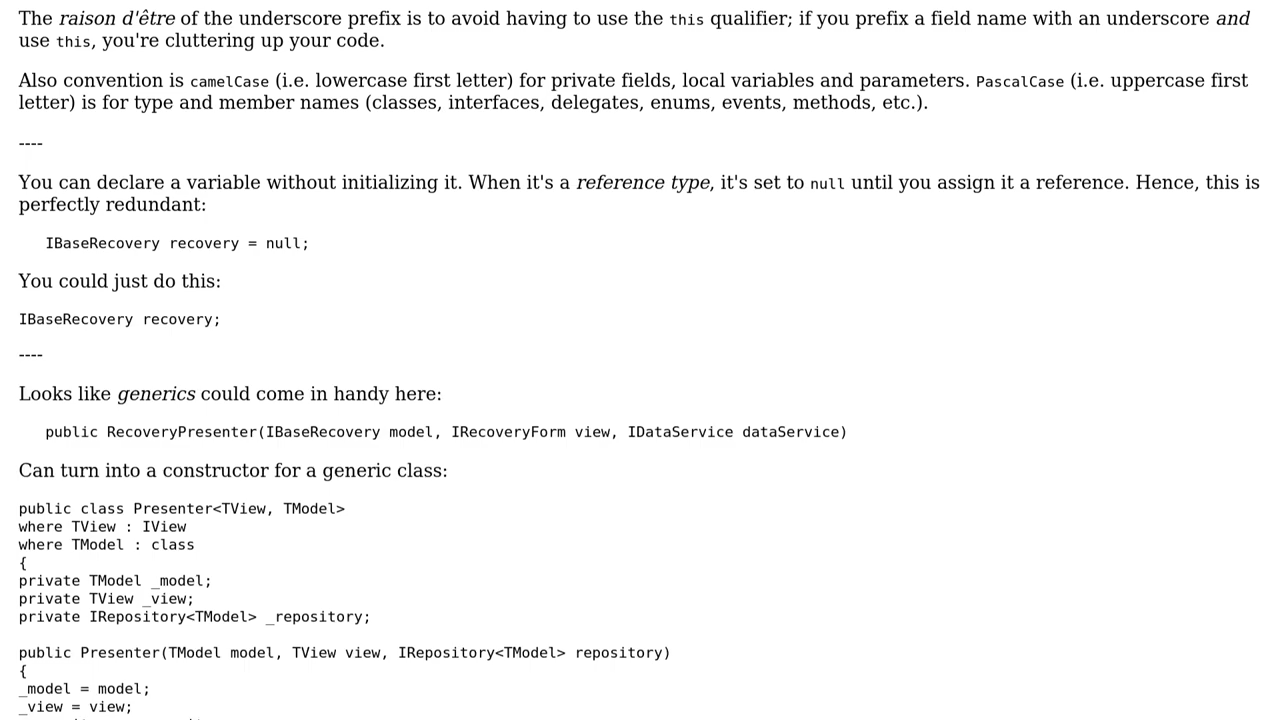 The raison d'être of the underscore prefix is to avoid having to use the this qualifier; if you prefix a field name with an underscore and
use this, you're cluttering up your code.
Also convention is camelCase (i.e. lowercase first letter) for private fields, local variables and parameters. PascalCase (i.e. uppercase first
letter) is for type and member names (classes, interfaces, delegates, enums, events, methods, etc.).
----
You can declare a variable without initializing it. When it's a reference type, it's set to null until you assign it a reference. Hence, this is
perfectly redundant:
IBaseRecovery recovery = null;
You could just do this:
IBaseRecovery recovery;
----
Looks like generics could come in handy here:
public RecoveryPresenter(IBaseRecovery model, IRecoveryForm view, IDataService dataService)
Can turn into a constructor for a generic class:
public class Presenter<TView, TModel>
where TView : IView
where TModel : class
{
private TModel _model;
private TView _view;
private IRepository<TModel> _repository;
public Presenter(TModel model, TView view, IRepository<TModel> repository)
{
_model = model;
_view = view;